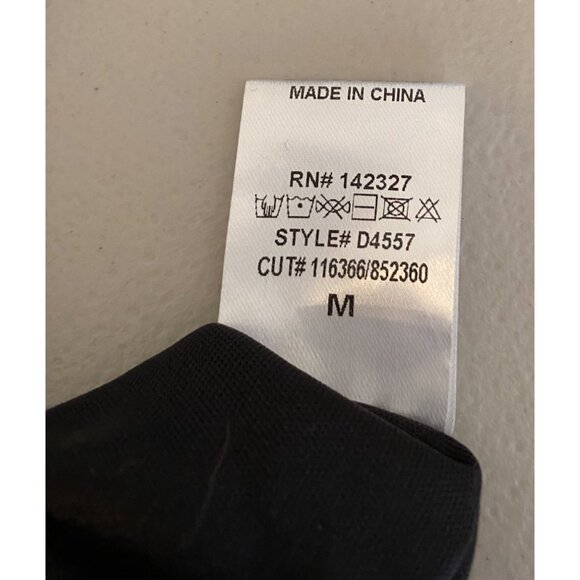 MADE IN CHINA
RN# 142327
STYLE# D4557
CUT# 116366/852360
M